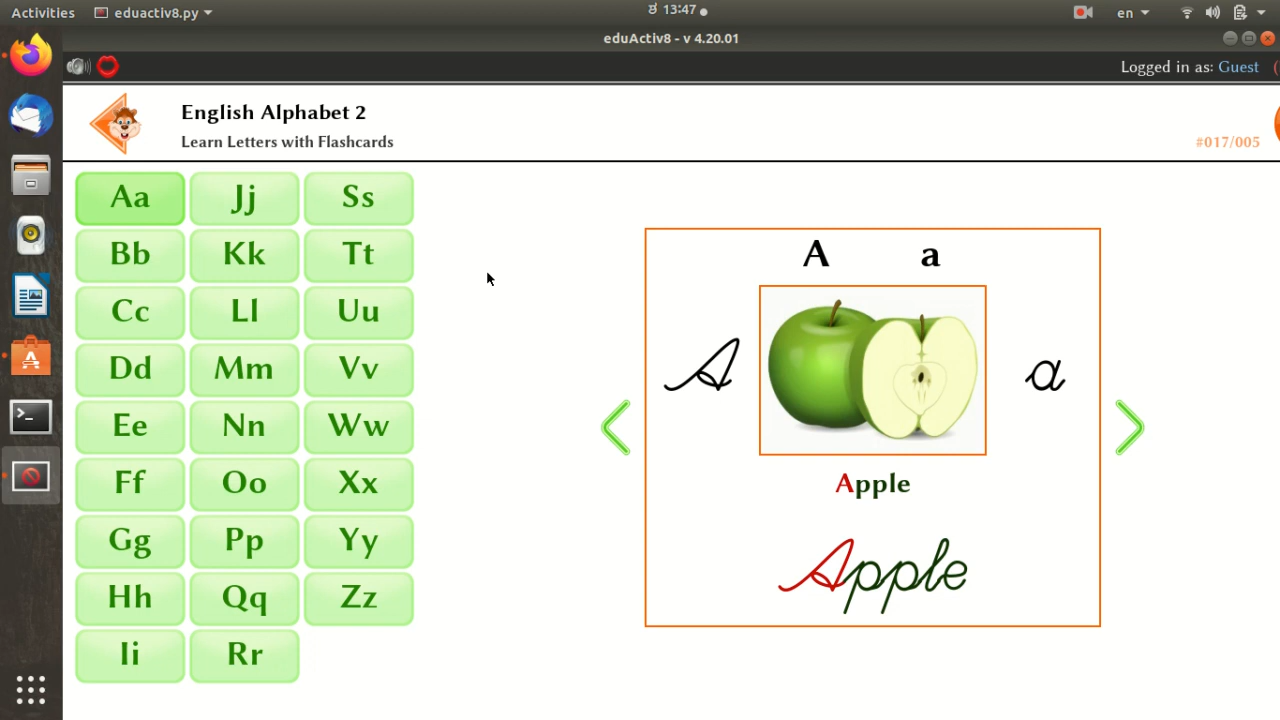 Activities eduactiv8.py ಶ 13:47 en
eduActiv8 - v 4.20.01
Logged in as: Guest
English Alphabet 2
Learn Letters with Flashcards
#017/005
Aa Jj Ss
Bb Kk Tt
Cc Ll Uu
Dd Mm Vv
Ee Nn Ww
Ff Oo Xx
Gg Pp Yy
Hh Qq Zz
Ii Rr
A a
A a
Apple
Apple